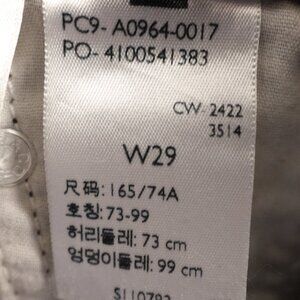 PC9- A0964-0017
PO- 4100541383
CW- 2422
3514
W29
尺码: 165/74A
호칭: 73-99
허리둘레: 73 cm
엉덩이둘레: 99 cm